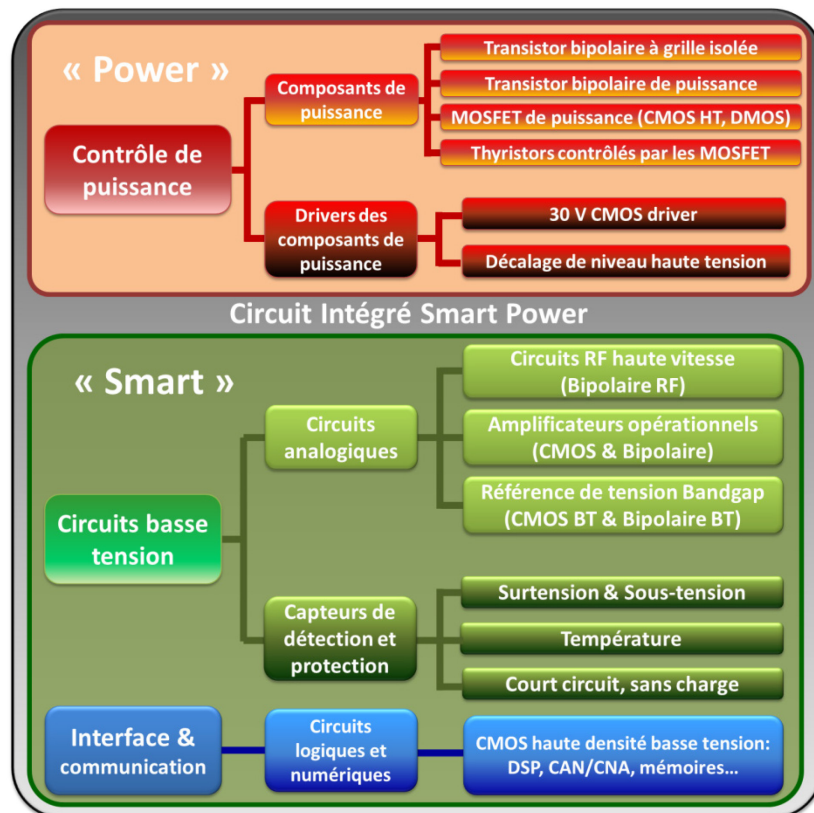 « Power »
Contrôle de
puissance
Composants de
puissance
Transistor bipolaire à grille isolée
Transistor bipolaire de puissance
MOSFET de puissance (CMOS HT, DMOS)
Thyristors contrôlés par les MOSFET
Drivers des
composants de
puissance
30 V CMOS driver
Décalage de niveau haute tension
Circuit Intégré Smart Power
« Smart »
Circuits basse
tension
Circuits
analogiques
Circuits RF haute vitesse
(Bipolaire RF)
Amplificateurs opérationnels
(CMOS & Bipolaire)
Référence de tension Bandgap
(CMOS BT & Bipolaire BT)
Capteurs de
détection et
protection
Surtension & Sous-tension
Température
Court circuit, sans charge
Interface &
communication
Circuits
logiques et
numériques
CMOS haute densité basse tension:
DSP, CAN/CNA, mémoires...